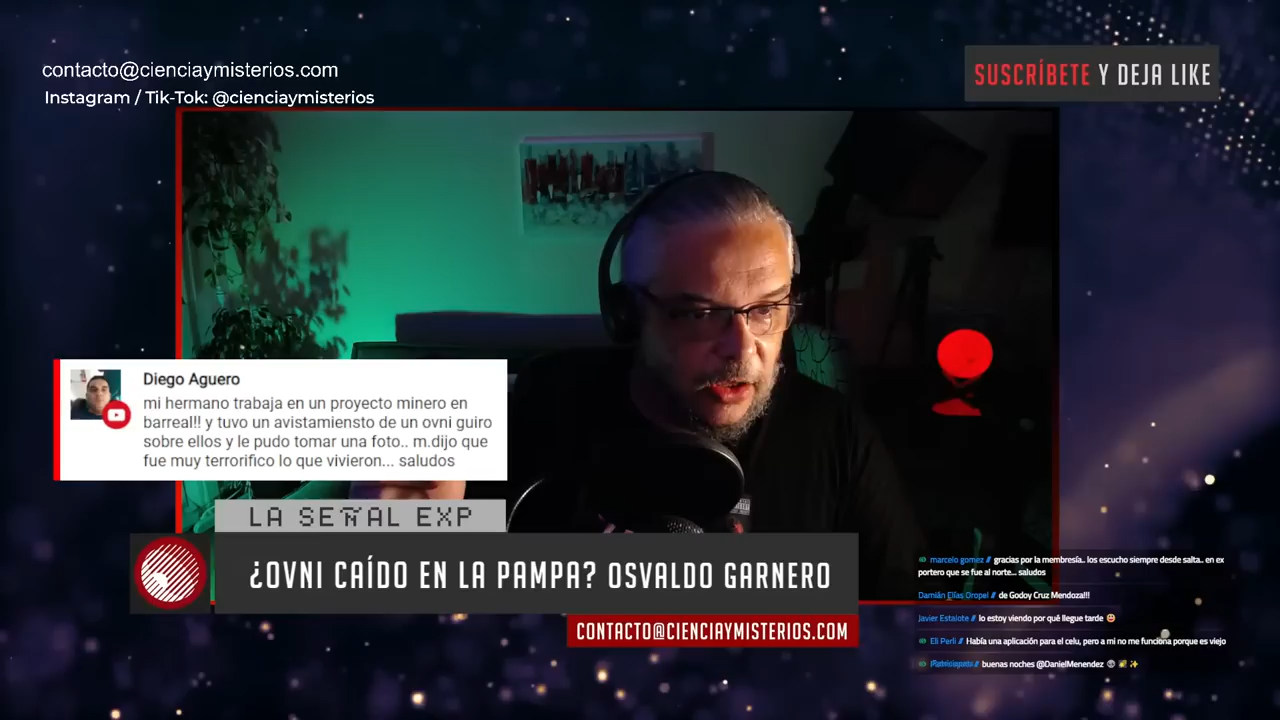 contacto@cienciaymisterios.com
Instagram / Tik-Tok: @cienciaymisterios
SUSCRÍBETE Y DEJA LIKE
Diego Aguero
mi hermano trabaja en un proyecto minero en
barreal!! y tuvo un avistamiensto de un ovni guiro
sobre ellos y le pudo tomar una foto.. m.dijo que
fue muy terrorifico lo que vivieron... saludos
LA SEÑAL EXP
¿OVNI CAÍDO EN LA PAMPA? OSVALDO GARNERO
CONTACTO@CIENCIAYMISTERIOS.COM
marcelo gomez // gracias por la membresía.. los escucho siempre desde salta.. en ex
portero que se fue al norte... saludos
Damián Elías Oropel // de Godoy Cruz Mendoza!!!
Javier Estalote // lo estoy viendo por qué llegue tarde 😀
Eli Perli // Había una aplicación para el celu, pero a mi no me funciona porque es viejo
// buenas noches @DanielMenendez